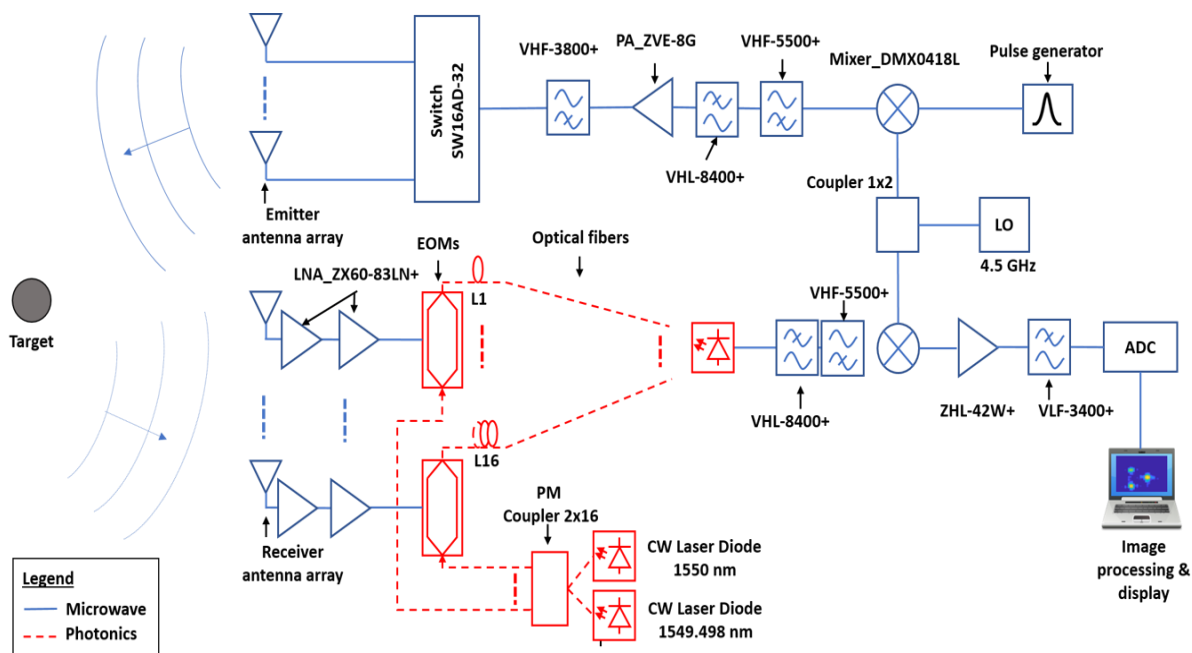 VHF-3800+
PA_ZVE-8G
VHF-5500+
Mixer_DMX0418L
Pulse generator
Switch
SW16AD-32
VHL-8400+
Coupler 1x2
LO
4.5 GHz
Emitter
antenna array
EOMs
Optical fibers
LNA_ZX60-83LN+
L1
VHF-5500+
Target
ADC
VHL-8400+
ZHL-42W+
VLF-3400+
L16
PM
Coupler 2x16
Receiver
antenna array
CW Laser Diode
1550 nm
CW Laser Diode
1549.498 nm
Image
processing &
display
Legend
Microwave
Photonics